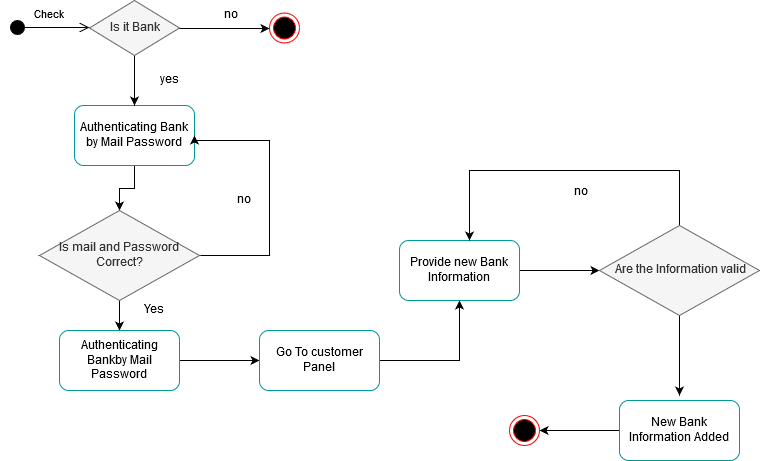 Check
Is it Bank
no
yes
Authenticating Bank
by Mail Password
no
Is mail and Password
Correct?
Yes
Authenticating
Bankby Mail
Password
Go To customer
Panel
Provide new Bank
Information
no
Are the Information valid
New Bank
Information Added